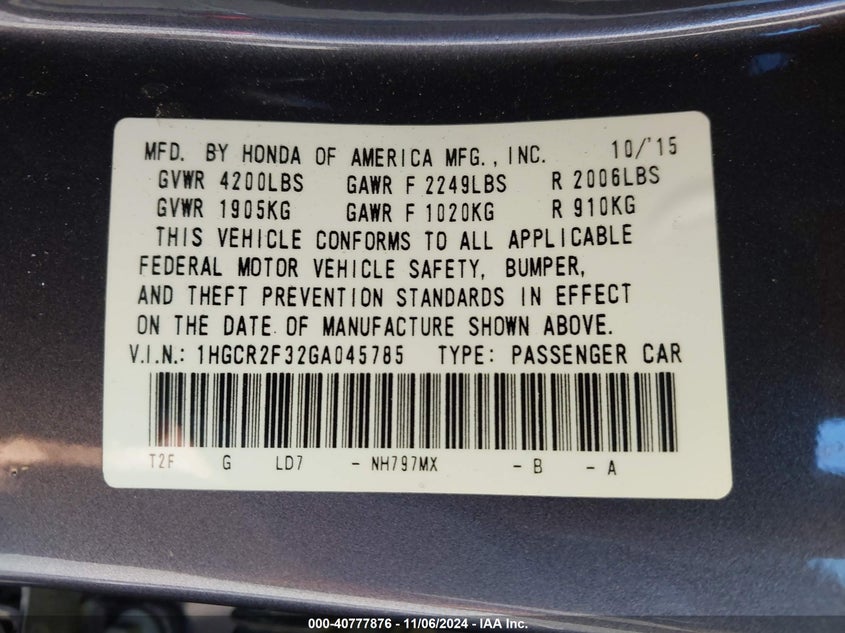 MFD. BY HONDA OF AMERICA MFG., INC. 10/'15
GVWR 4200LBS GAWR F 2249LBS R 2006LBS
GVWR 1905KG GAWR F 1020KG R 910KG
THIS VEHICLE CONFORMS TO ALL APPLICABLE
FEDERAL MOTOR VEHICLE SAFETY, BUMPER,
AND THEFT PREVENTION STANDARDS IN EFFECT
ON THE DATE OF MANUFACTURE SHOWN ABOVE.
V.I.N.: 1HGCR2F32GA045785 TYPE: PASSENGER CAR
T2F G LD7 - NH797MX - B - A
000-40777876 - 11/06/2024 - IAA Inc.